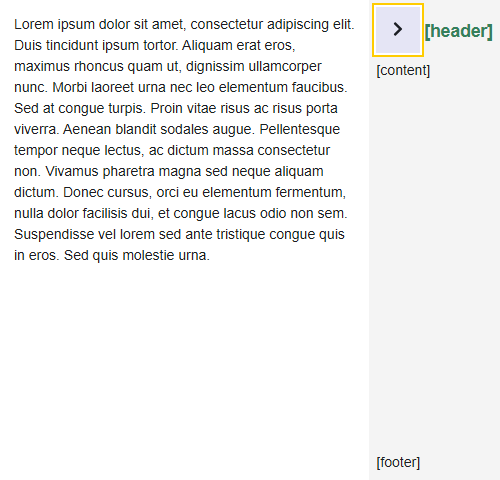 Lorem ipsum dolor sit amet, consectetur adipiscing elit.
Duis tincidunt ipsum tortor. Aliquam erat eros,
maximus rhoncus quam ut, dignissim ullamcorper
nunc. Morbi laoreet urna nec leo elementum faucibus.
Sed at congue turpis. Proin vitae risus ac risus porta
viverra. Aenean blandit sodales augue. Pellentesque
tempor neque lectus, ac dictum massa consectetur
non. Vivamus pharetra magna sed neque aliquam
dictum. Donec cursus, orci eu elementum fermentum,
nulla dolor facilisis dui, et congue lacus odio non sem.
Suspendisse vel lorem sed ante tristique congue quis
in eros. Sed quis molestie urna.
[header]
[content]
[footer]